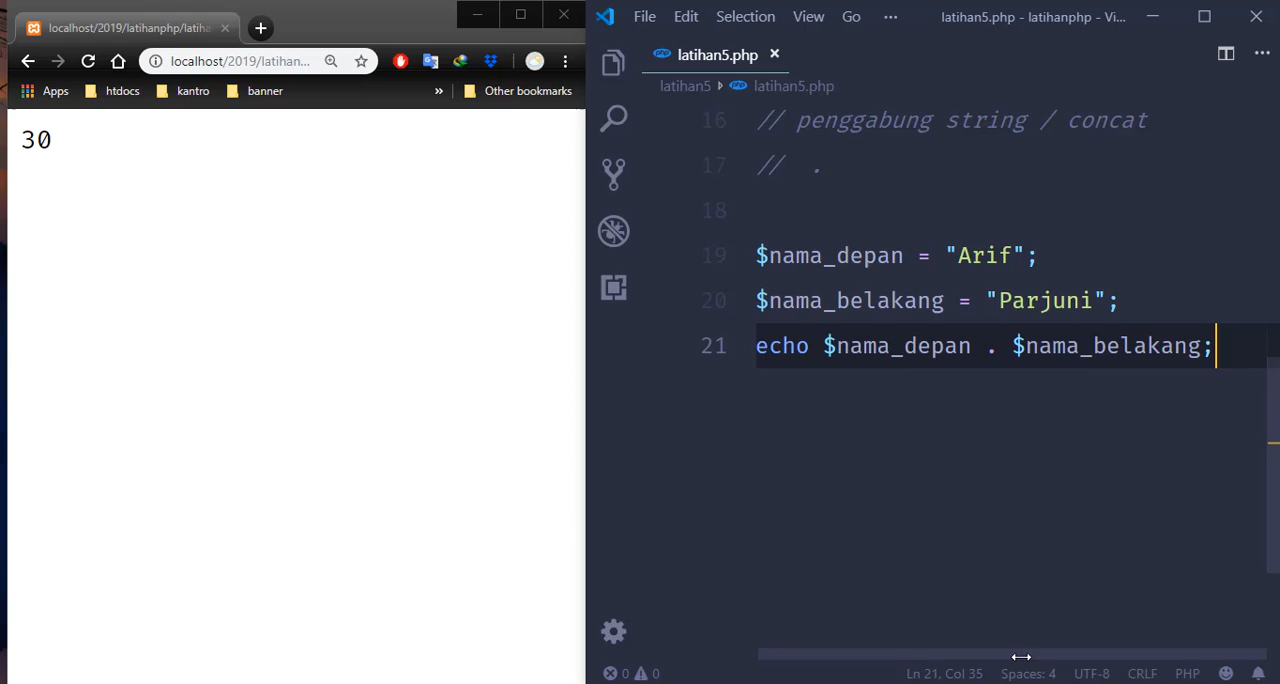 localhost/2019/latihanphp/latiha
localhost/2019/latihan...
Apps htdocs kantro banner » Other bookmarks
30
File Edit Selection View Go ··· latihan5.php - latihanphp - Vi...
latihan5.php
latihan5 latihan5.php
16 // penggabung string / concat
17 // .
18
19 $nama_depan = "Arif";
20 $nama_belakang = "Parjuni";
21 echo $nama_depan . $nama_belakang;
0 0 Ln 21, Col 35 Spaces: 4 UTF-8 CRLF PHP